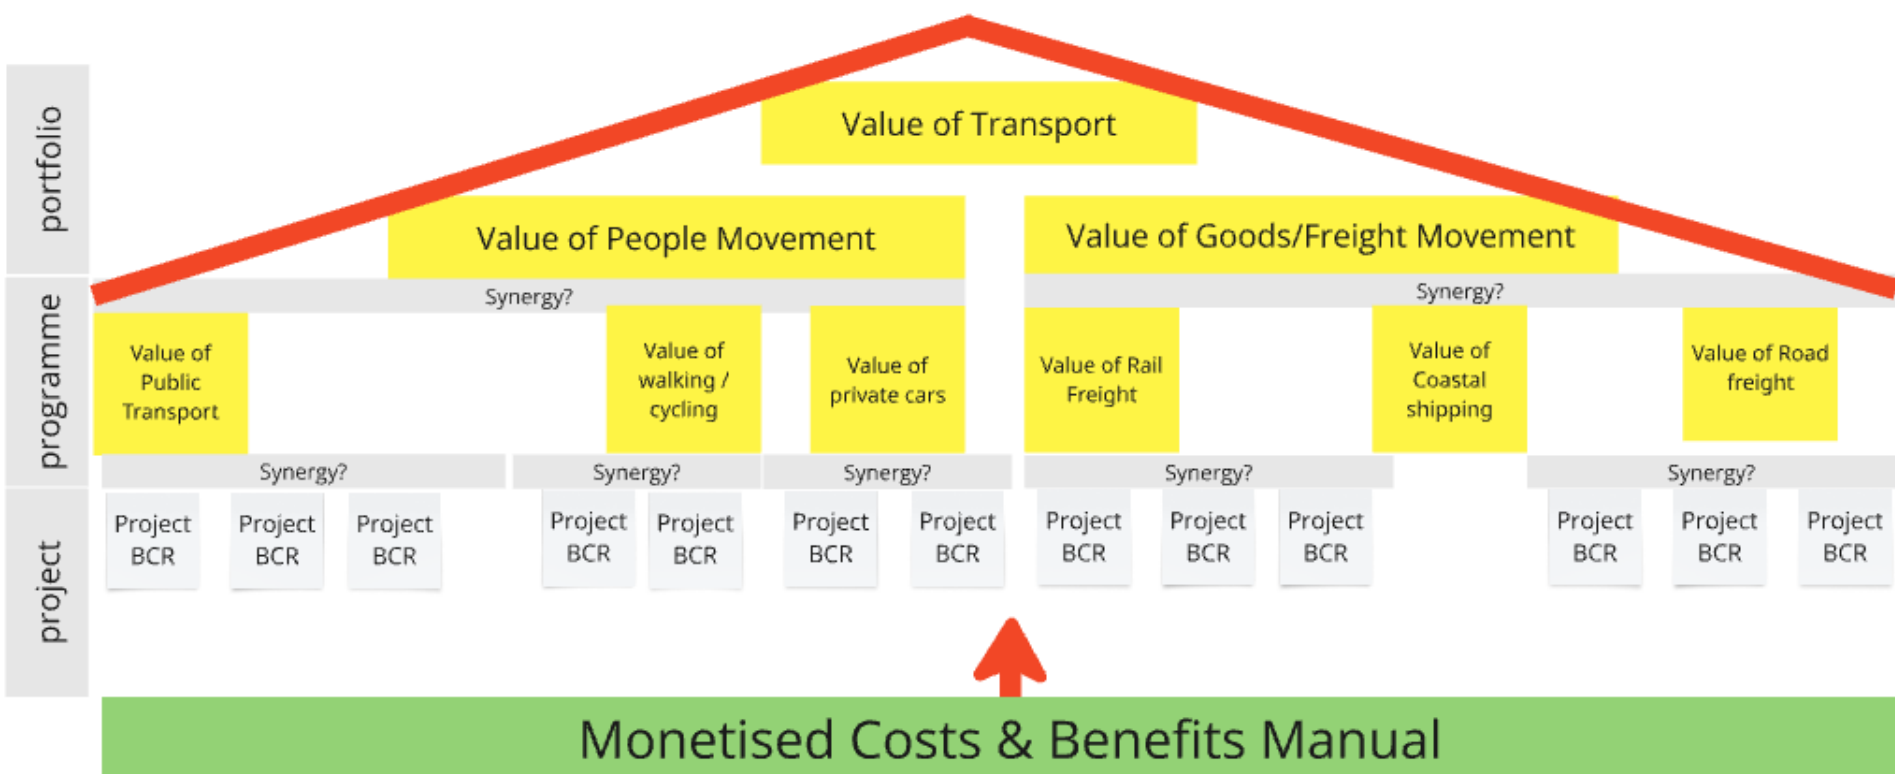 portfolio
Value of Transport
Value of People Movement
Value of Goods/Freight Movement
programme
Synergy?
Synergy?
Value of
Public
Transport
Value of
walking /
cycling
Value of
private cars
Value of Rail
Freight
Value of
Coastal
shipping
Value of Road
freight
Synergy?
Synergy?
Synergy?
Synergy?
Synergy?
project
Project
BCR
Project
BCR
Project
BCR
Project
BCR
Project
BCR
Project
BCR
Project
BCR
Project
BCR
Project
BCR
Project
BCR
Project
BCR
Project
BCR
Project
BCR
Monetised Costs & Benefits Manual